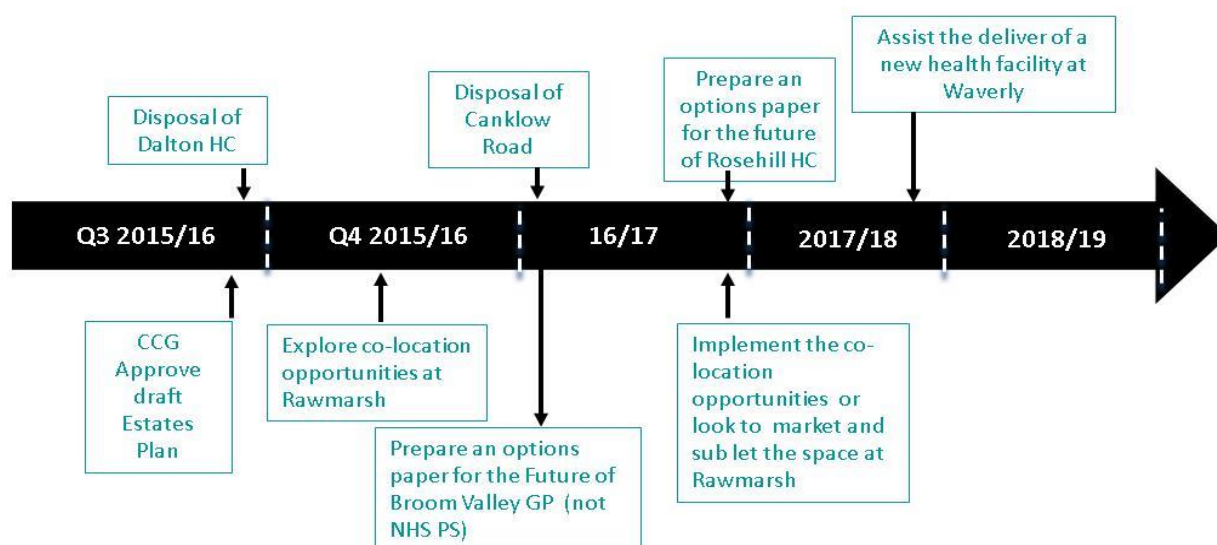 Disposal of
Dalton HC
Disposal of
Canklow
Road
Prepare an
options paper
for the future
of Rosehill HC
Assist the deliver of a
new health facility at
Waverly
Q3 2015/16
Q4 2015/16
16/17
2017/18
2018/19
CCG
Approve
draft
Estates
Plan
Explore co-location
opportunities at
Rawmarsh
Prepare an options
paper for the Future of
Broom Valley GP (not
NHS PS)
Implement the co-
location
opportunities or
look to market and
sub let the space at
Rawmarsh